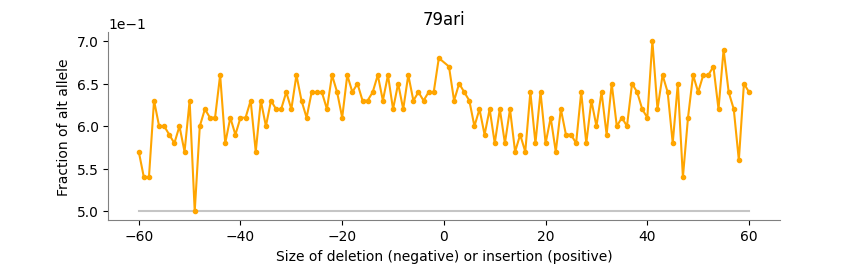 79ari
1e−1
7.0
6.5
6.0
5.5
5.0
Fraction of alt allele
−60 −40 −20 0 20 40 60
Size of deletion (negative) or insertion (positive)